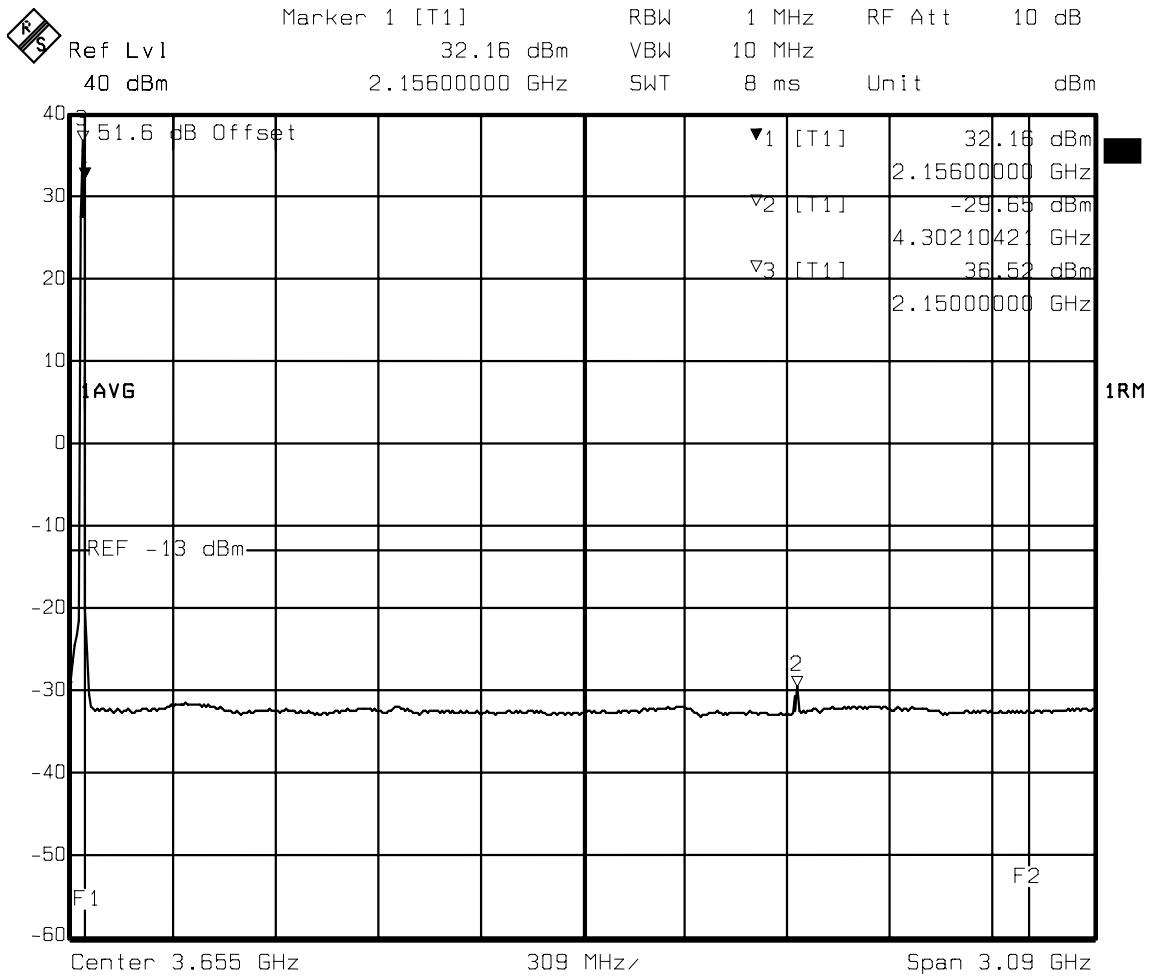 Marker 1 [T1] RBW 1 MHz RF Att 10 dB
Ref Lvl 32.16 dBm VBW 10 MHz
40 dBm 2.15600000 GHz SWT 8 ms Unit dBm
40
51.6 dB Offset
▼1 [T1] 32.16 dBm
2.15600000 GHz
30
▽2 [T1] -29.65 dBm
4.30210421 GHz
▽3 [T1] 36.52 dBm
20
2.15000000 GHz
10
1AVG 1RM
0
-10
REF -13 dBm
-20
2
-30
-40
-50
F2
F1
-60
Center 3.655 GHz 309 MHz/ Span 3.09 GHz